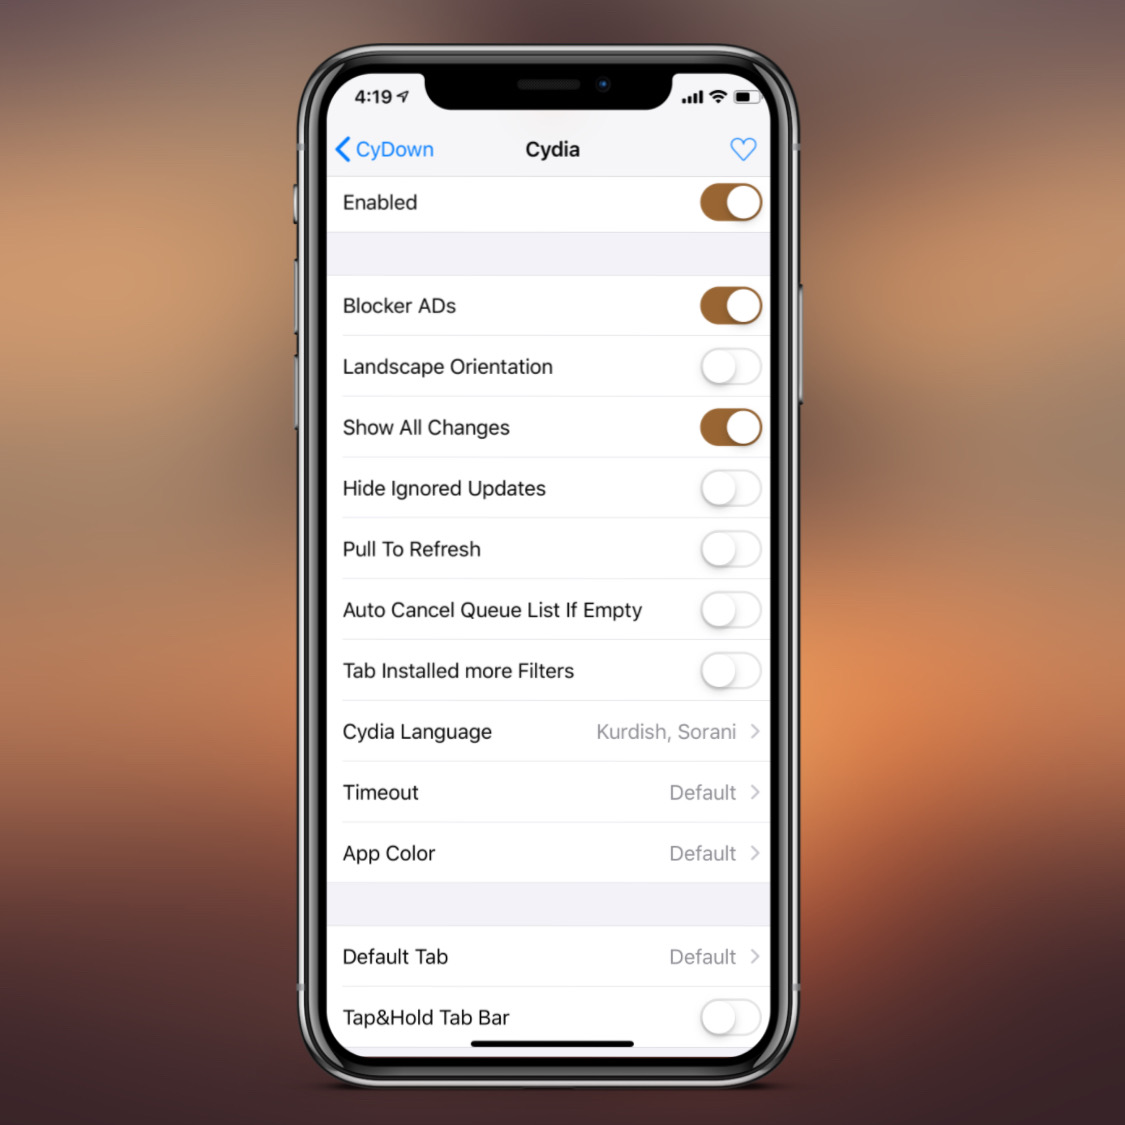 4:19
CyDown Cydia
Enabled
Blocker ADs
Landscape Orientation
Show All Changes
Hide Ignored Updates
Pull To Refresh
Auto Cancel Queue List If Empty
Tab Installed more Filters
Cydia Language Kurdish, Sorani
Timeout Default
App Color Default
Default Tab Default
Tap&Hold Tab Bar